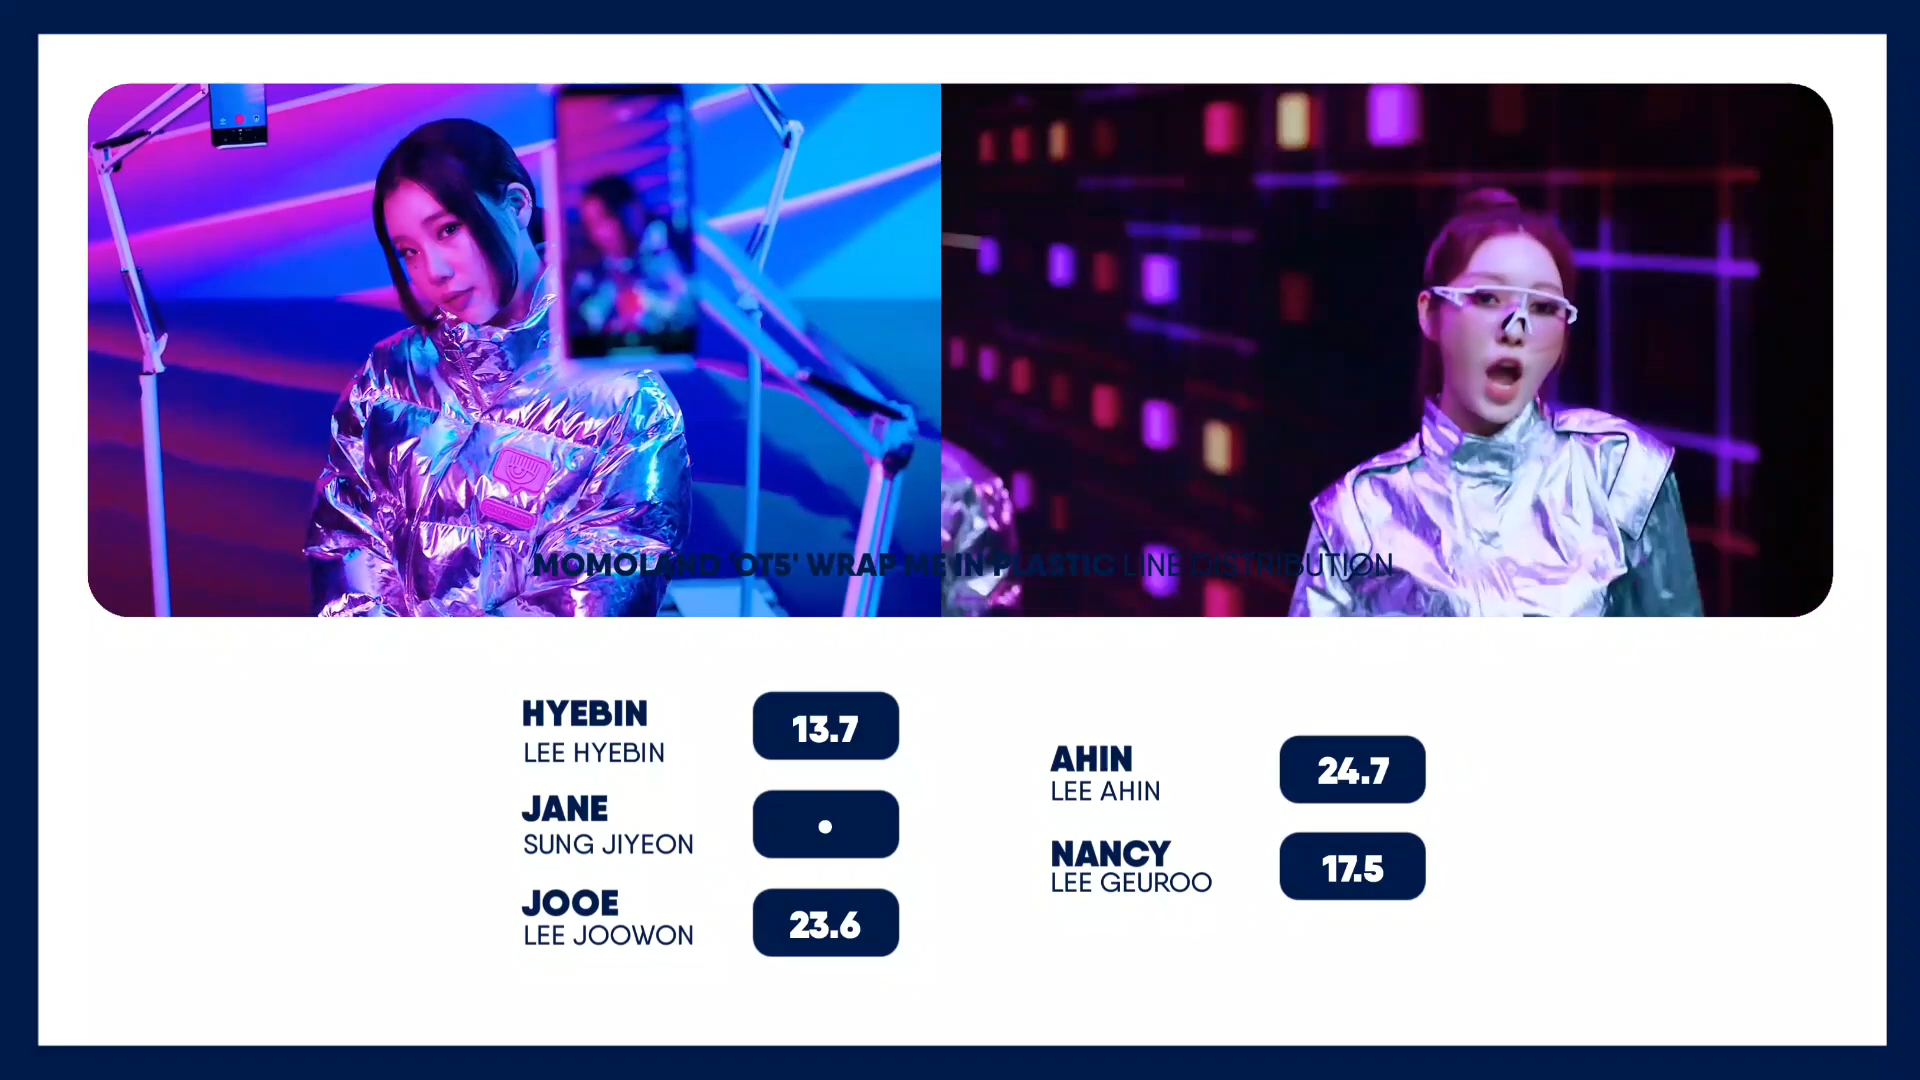 MOMOLAND 'OT5' WRAP ME IN PLASTIC LINE DISTRIBUTION
HYEBIN
LEE HYEBIN
13.7
JANE
SUNG JIYEON
•
JOOE
LEE JOOWON
23.6
AHIN
LEE AHIN
24.7
NANCY
LEE GEUROO
17.5